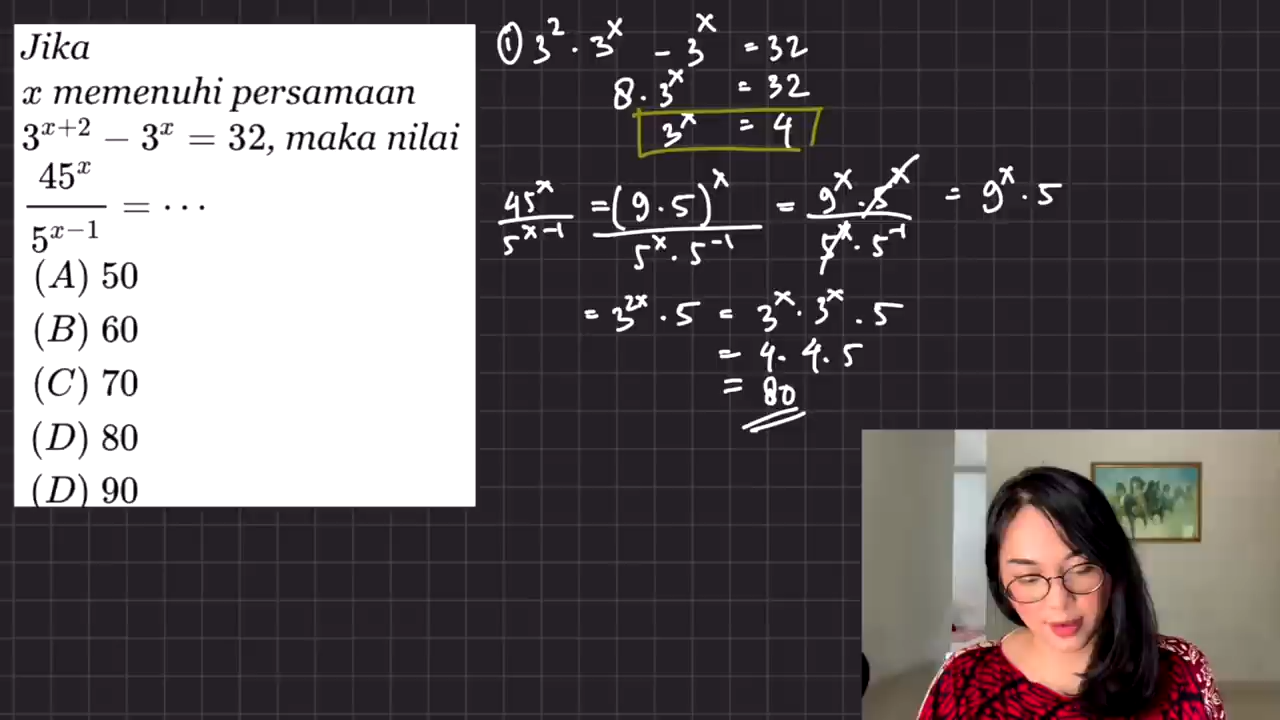 Jika
x memenuhi persamaan
3^{x+2} − 3^x = 32, maka nilai
45^x / 5^{x−1} = ⋯
(A) 50
(B) 60
(C) 70
(D) 80
(D) 90
① 3^2 · 3^x − 3^x = 32
8 · 3^x = 32
3^x = 4
45^x / 5^{x−1} = (9 · 5)^x / 5^x · 5^{−1} = 9^x · 5^x / 5^x · 5^{−1} = 9^x · 5
= 3^{2x} · 5 = 3^x · 3^x · 5
= 4 · 4 · 5
= 80